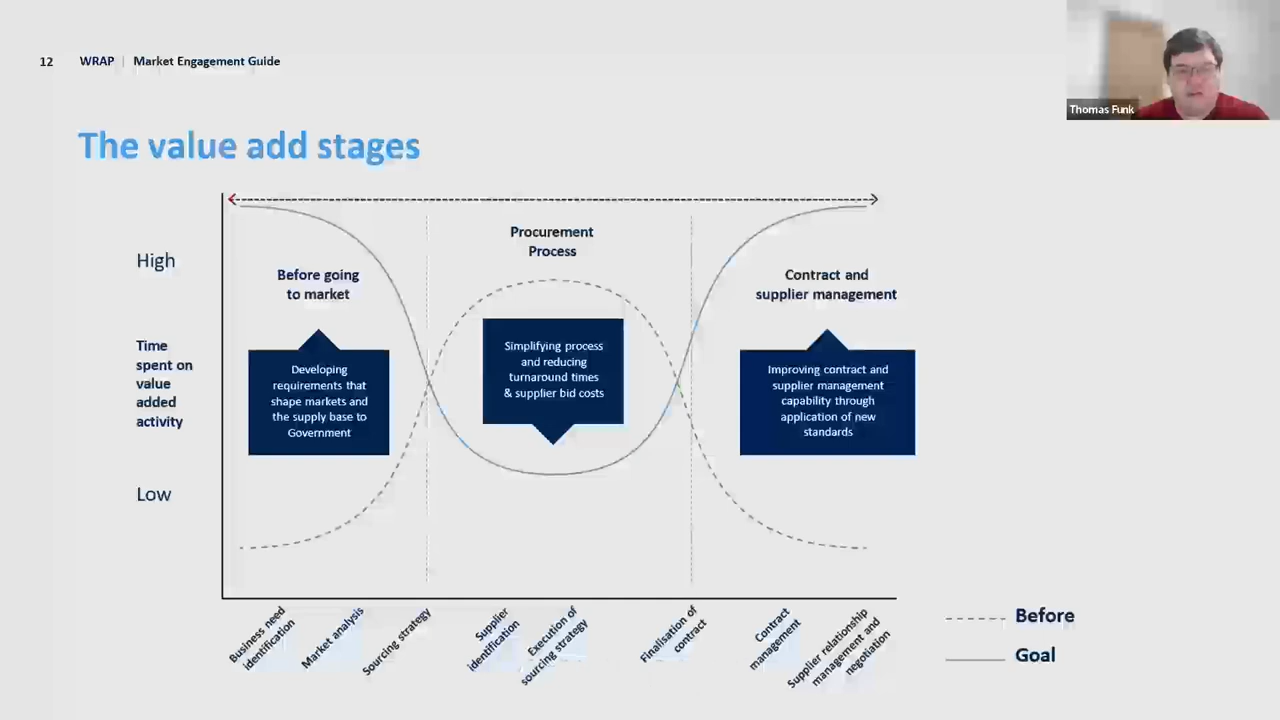 12 WRAP | Market Engagement Guide
Thomas Funk
The value add stages
High
Time
spent on
value
added
activity
Low
Before going
to market
Developing
requirements that
shape markets and
the supply base to
Government
Procurement
Process
Simplifying process
and reducing
turnaround times
& supplier bid costs
Contract and
supplier management
Improving contract and
supplier management
capability through
application of new
standards
Business need
identification
Market analysis
Sourcing strategy
Supplier
identification
Execution of
sourcing strategy
Finalisation of
contract
Contract
management
Supplier relationship
management and
negotiation
Before
Goal